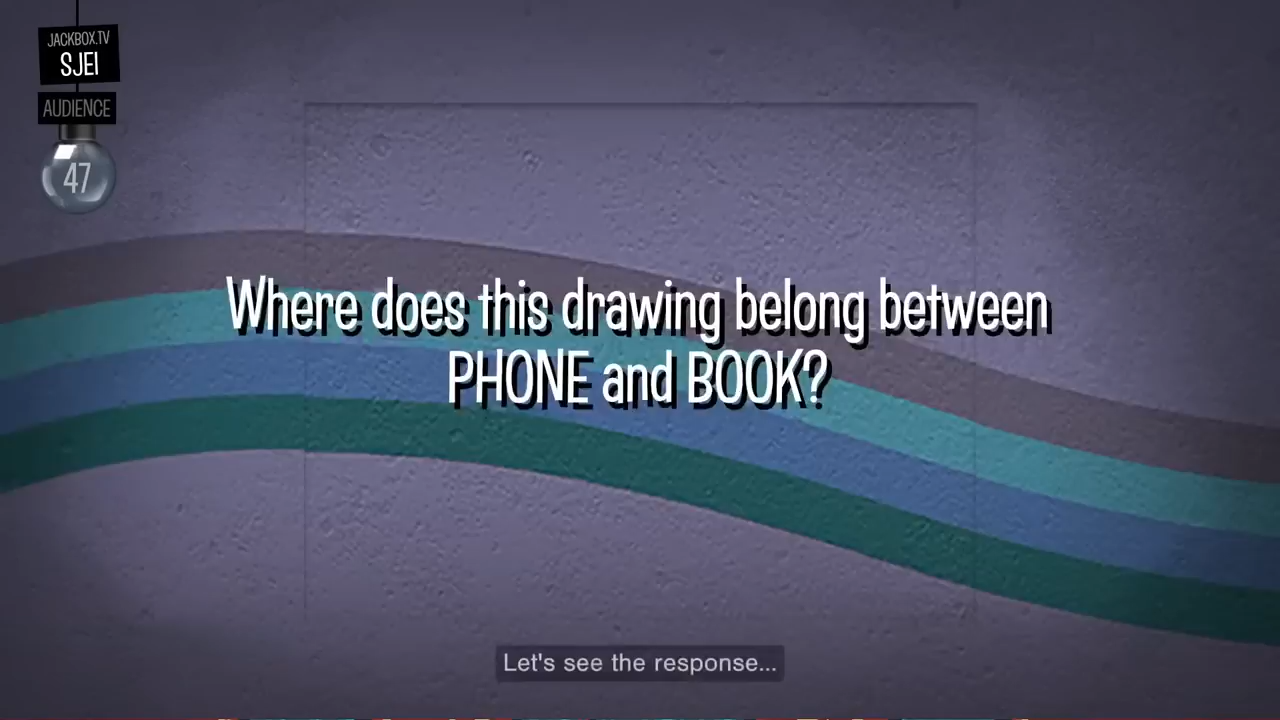 JACKBOX.TV
SJEI
AUDIENCE
47
Where does this drawing belong between
PHONE and BOOK?
Let's see the response...